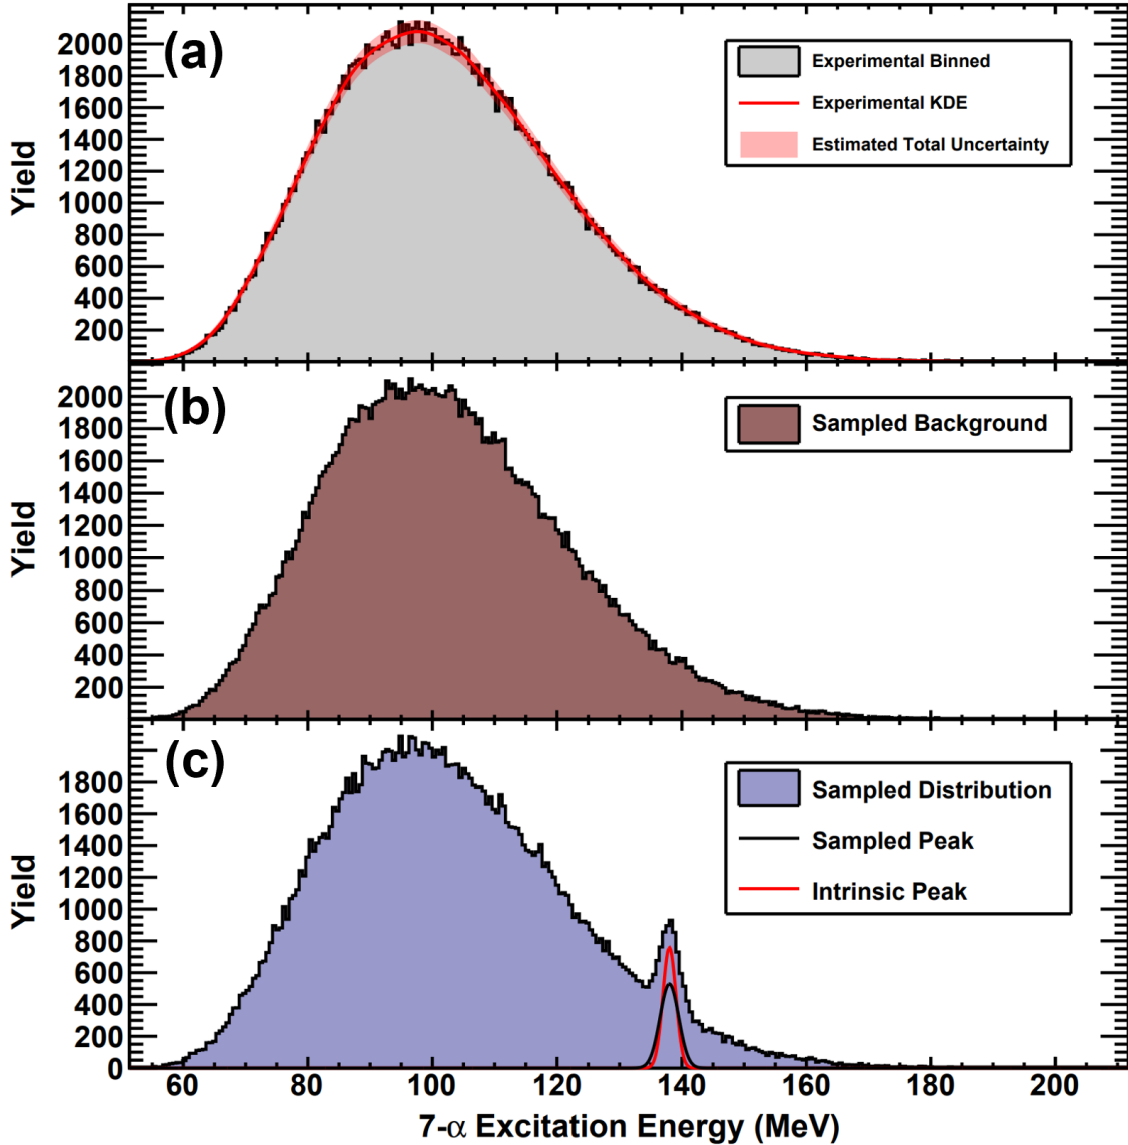 (a)
Yield
2000
1800
1600
1400
1200
1000
800
600
400
200
Experimental Binned
Experimental KDE
Estimated Total Uncertainty
(b)
Yield
2000
1800
1600
1400
1200
1000
800
600
400
200
Sampled Background
(c)
Yield
1800
1600
1400
1200
1000
800
600
400
200
0
Sampled Distribution
Sampled Peak
Intrinsic Peak
60 80 100 120 140 160 180 200
7-α Excitation Energy (MeV)